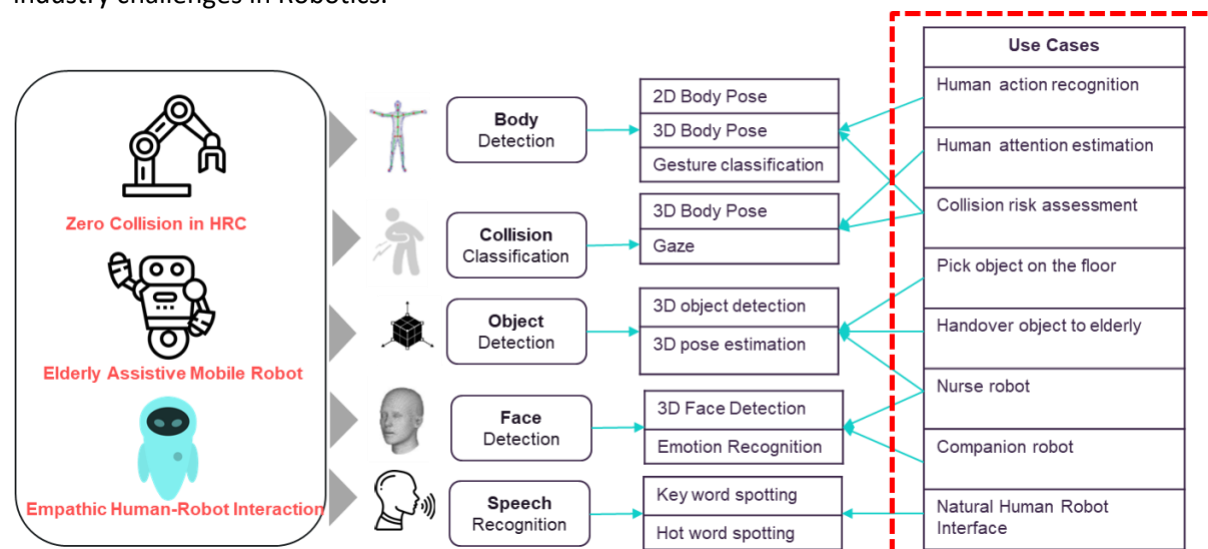 industry challenges in Robotics.
Zero Collision in HRC
Elderly Assistive Mobile Robot
Empathic Human-Robot Interaction
Body
Detection
Collision
Classification
Object
Detection
Face
Detection
Speech
Recognition
2D Body Pose
3D Body Pose
Gesture classification
3D Body Pose
Gaze
3D object detection
3D pose estimation
3D Face Detection
Emotion Recognition
Key word spotting
Hot word spotting
Use Cases
Human action recognition
Human attention estimation
Collision risk assessment
Pick object on the floor
Handover object to elderly
Nurse robot
Companion robot
Natural Human Robot
Interface